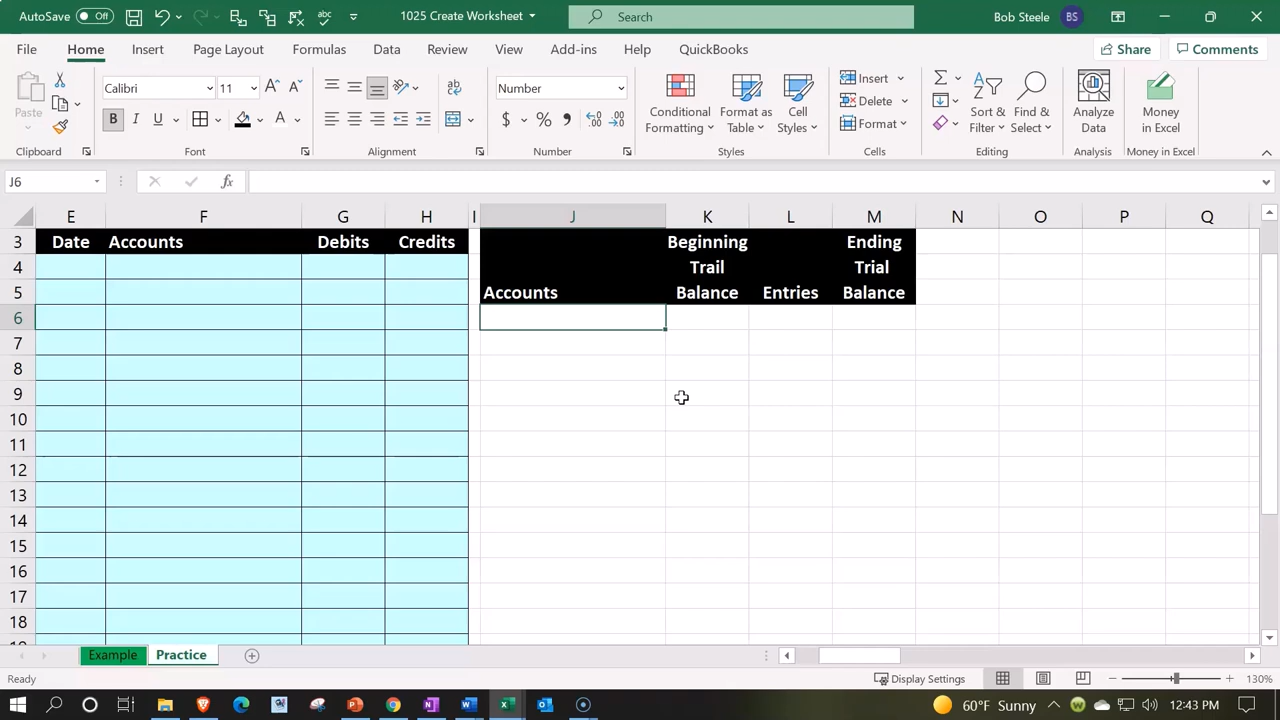 AutoSave Off 1025 Create Worksheet Search Bob Steele BS
File Home Insert Page Layout Formulas Data Review View Add-ins Help QuickBooks Share Comments
Paste Calibri 11 Number Conditional Formatting Format as Table Cell Styles Insert Delete Format Sort & Filter Find & Select Analyze Data Money in Excel
Clipboard Font Alignment Number Styles Cells Editing Analysis Money in Excel
J6 fx
E F G H I J K L M N O P Q
3 Date Accounts Debits Credits Beginning Ending
4 Trail Trial
5 Accounts Balance Entries Balance
6
7
8
9
10
11
12
13
14
15
16
17
18
Example Practice
Ready Display Settings 130%
60°F Sunny 12:43 PM